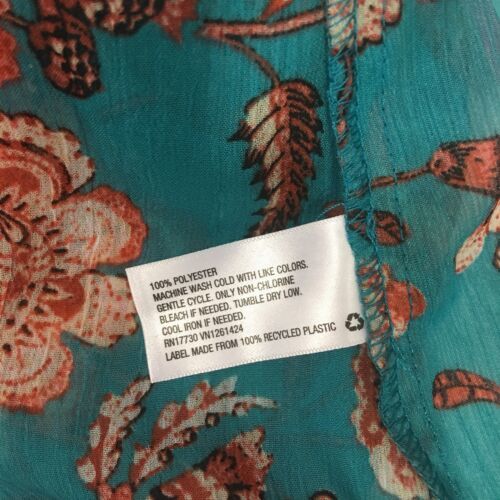 100% POLYESTER
MACHINE WASH COLD WITH LIKE COLORS.
GENTLE CYCLE. ONLY NON-CHLORINE
BLEACH IF NEEDED. TUMBLE DRY LOW.
COOL IRON IF NEEDED.
RN17730 VN1261424
LABEL MADE FROM 100% RECYCLED PLASTIC